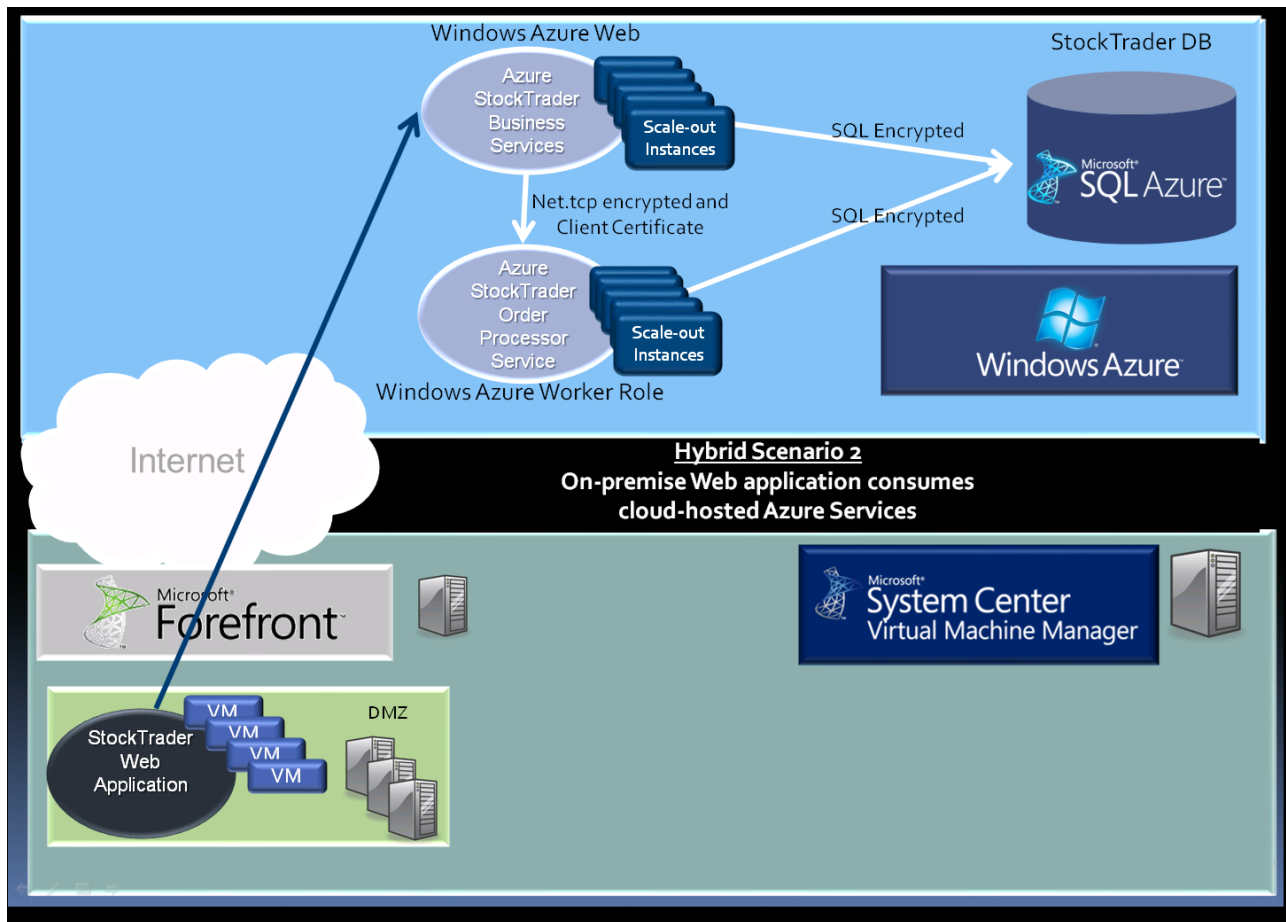 Windows Azure Web
StockTrader DB
Azure
StockTrader
Business
Services
Scale-out
Instances
SQL Encrypted
Microsoft®
SQL Azure™
Net.tcp encrypted and
Client Certificate
SQL Encrypted
Azure
StockTrader
Order
Processor
Service
Scale-out
Instances
Windows Azure™
Windows Azure Worker Role
Internet
Hybrid Scenario 2
On-premise Web application consumes
cloud-hosted Azure Services
Microsoft®
Forefront™
Microsoft®
System Center
Virtual Machine Manager
StockTrader
Web
Application
VM
VM
VM
VM
DMZ